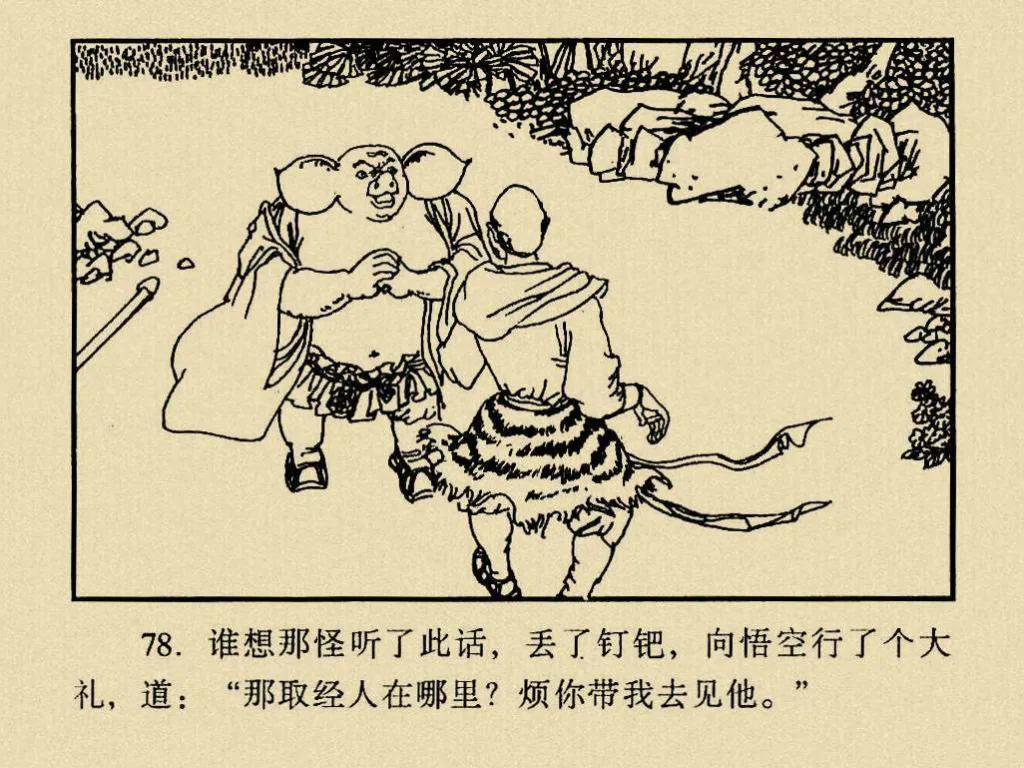 78. 谁想那怪听了此话，丢了钉钯，向悟空行了个大
礼，道：“那取经人在哪里？烦你带我去见他。”